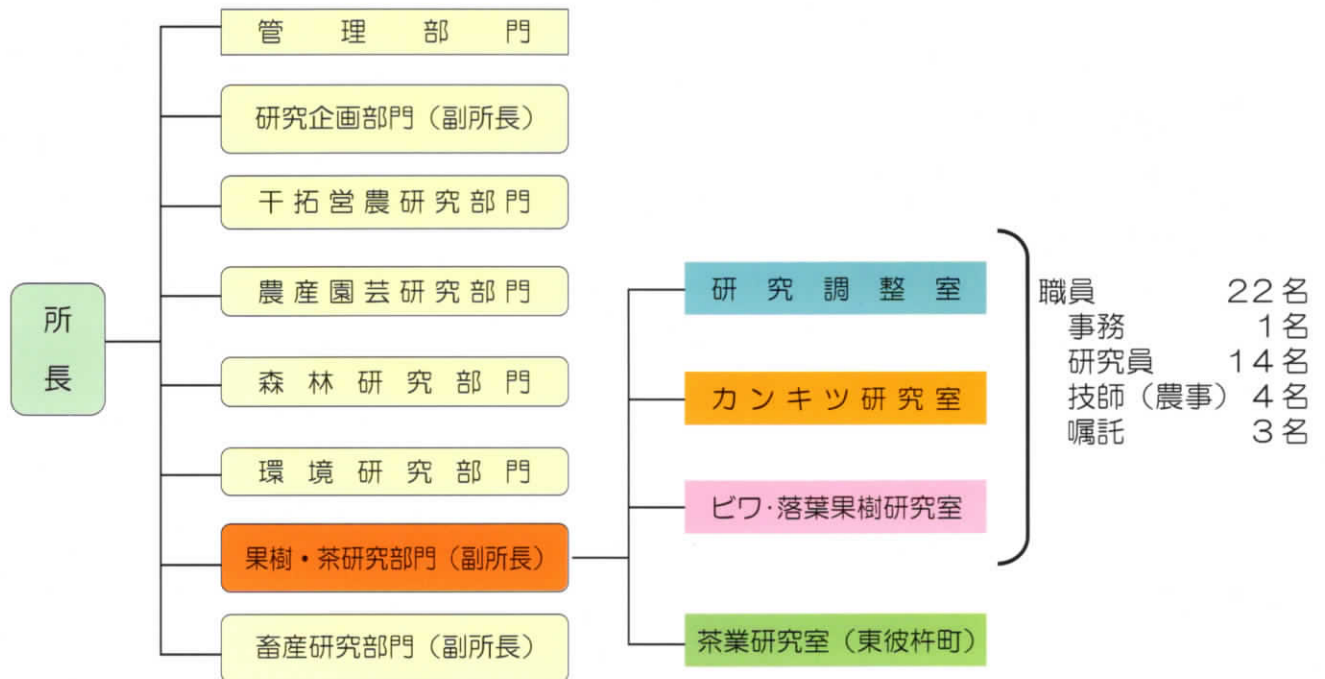 所長
管理部門
研究企画部門（副所長）
干拓営農研究部門
農産園芸研究部門
森林研究部門
環境研究部門
果樹・茶研究部門（副所長）
畜産研究部門（副所長）
研究調整室
カンキツ研究室
ビワ・落葉果樹研究室
茶業研究室（東彼杵町）
職員 22名
事務 1名
研究員 14名
技師（農事） 4名
嘱託 3名